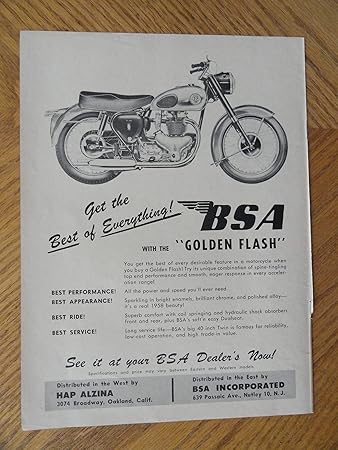 Get the
Best of Everything!
BSA
WITH THE "GOLDEN FLASH"
You get the best of every desirable feature in a motorcycle when
you buy a Golden Flash! Try its unique combination of spine-tingling
top end performance and smooth, eager response in every acceler-
ation range!
BEST PERFORMANCE! All the power and speed you'll ever need.
BEST APPEARANCE! Sparkling in bright enamels, brilliant chrome, and polished alloy—
it's a real 1958 beauty!
BEST RIDE! Superb comfort with coil springing and hydraulic shock absorbers
front and rear, plus BSA's self-in easy Dualseat.
BEST SERVICE! Long service life—BSA's big 40 inch Twin is famous for reliability,
low-cost operation, and high trade-in value.
See it at your BSA Dealer's Now!
Specifications and price may vary between Eastern and Western models
Distributed in the West by
HAP ALZINA
3074 Broadway, Oakland, Calif.
Distributed in the East by
BSA INCORPORATED
639 Passaic Ave., Nutley 10, N. J.